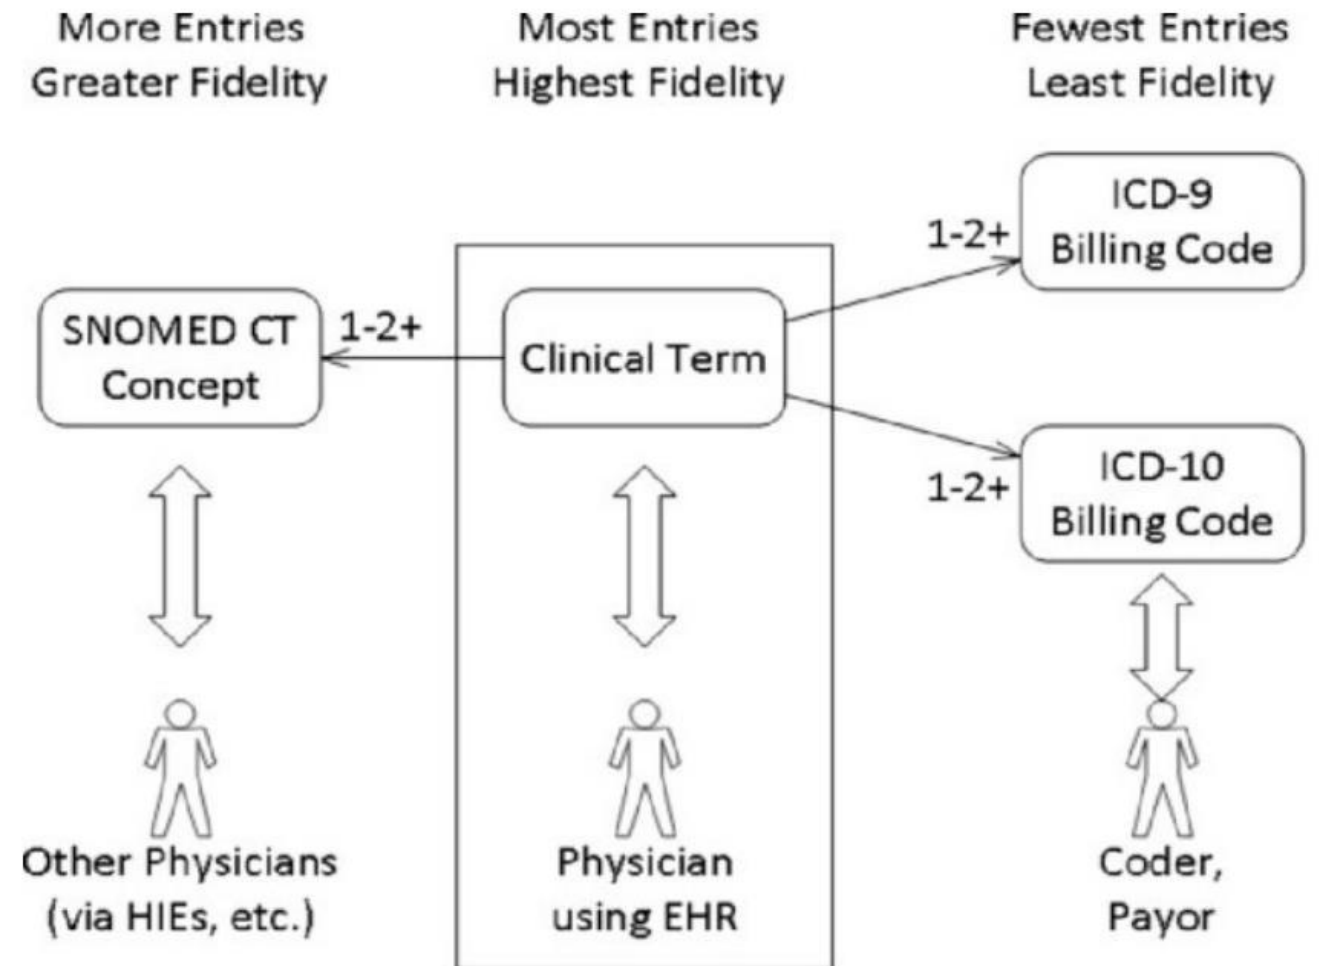 More Entries
Greater Fidelity
Most Entries
Highest Fidelity
Fewest Entries
Least Fidelity
ICD-9
Billing Code
1-2+
SNOMED CT
Concept
1-2+
Clinical Term
ICD-10
Billing Code
1-2+
Other Physicians
(via HIEs, etc.)
Physician
using EHR
Coder,
Payor